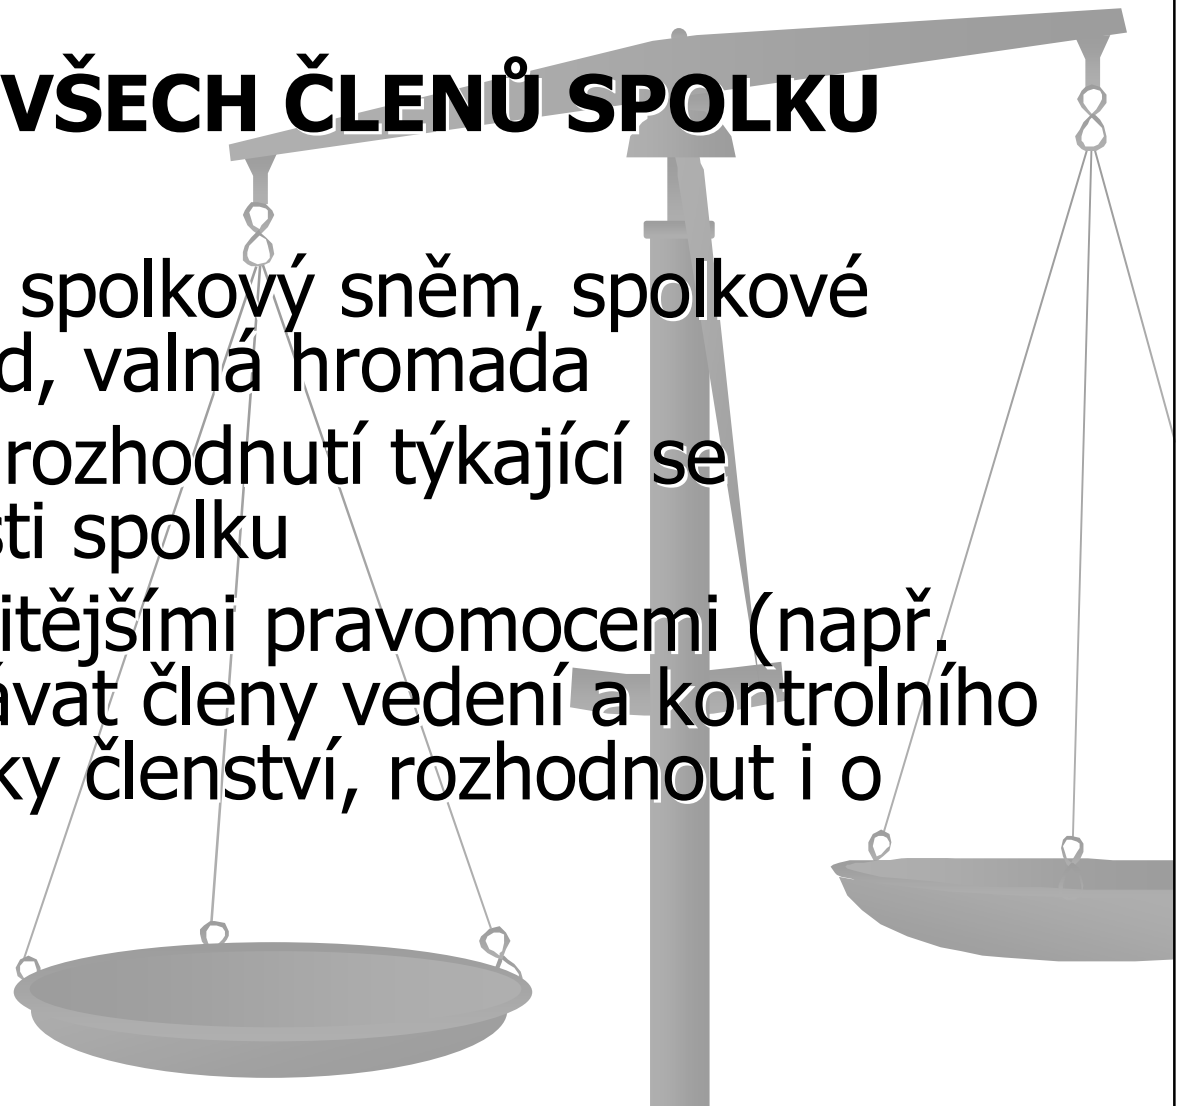 VŠECH ČLENŮ SPOLKU
spolkový sněm, spolkové
d, valná hromada
rozhodnutí týkající se
sti spolku
itějšími pravomocemi (např.
ávat členy vedení a kontrolního
ky členství, rozhodnout i o